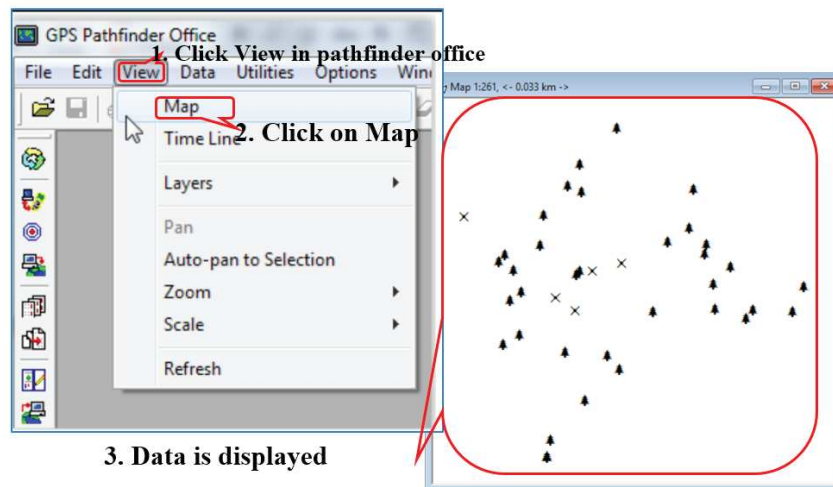 GPS Pathfinder Office
1. Click View in pathfinder office
File Edit View Data Utilities Options
Map 1:261, <- 0.033 km ->
Map
2. Click on Map
Time Line
Layers
Pan
Auto-pan to Selection
Zoom
Scale
Refresh
3. Data is displayed